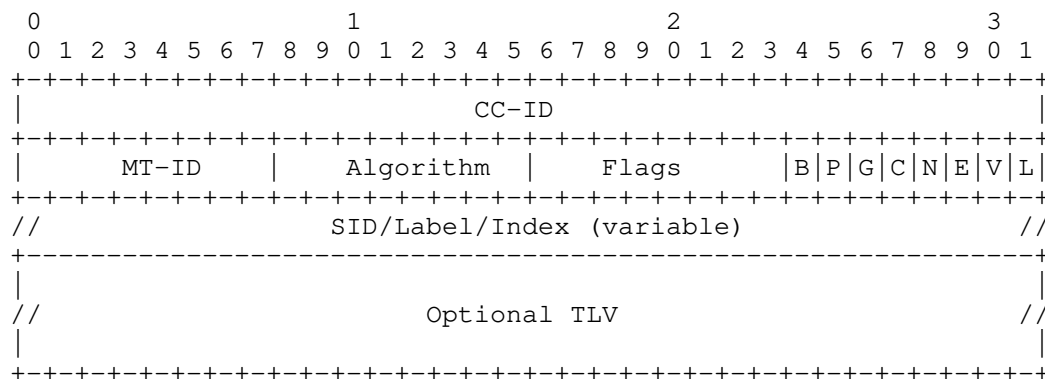 0                   1                   2                   3
 0 1 2 3 4 5 6 7 8 9 0 1 2 3 4 5 6 7 8 9 0 1 2 3 4 5 6 7 8 9 0 1
+-+-+-+-+-+-+-+-+-+-+-+-+-+-+-+-+-+-+-+-+-+-+-+-+-+-+-+-+-+-+-+-+
|                            CC-ID                              |
+-+-+-+-+-+-+-+-+-+-+-+-+-+-+-+-+-+-+-+-+-+-+-+-+-+-+-+-+-+-+-+-+
|      MT-ID    |    Algorithm  |    Flags      |B|P|G|C|N|E|V|L|
+-+-+-+-+-+-+-+-+-+-+-+-+-+-+-+-+-+-+-+-+-+-+-+-+-+-+-+-+-+-+-+-+
//                   SID/Label/Index (variable)                //
+---------------------------------------------------------------+
|                                                               |
//                         Optional TLV                        //
|                                                               |
+-+-+-+-+-+-+-+-+-+-+-+-+-+-+-+-+-+-+-+-+-+-+-+-+-+-+-+-+-+-+-+-+